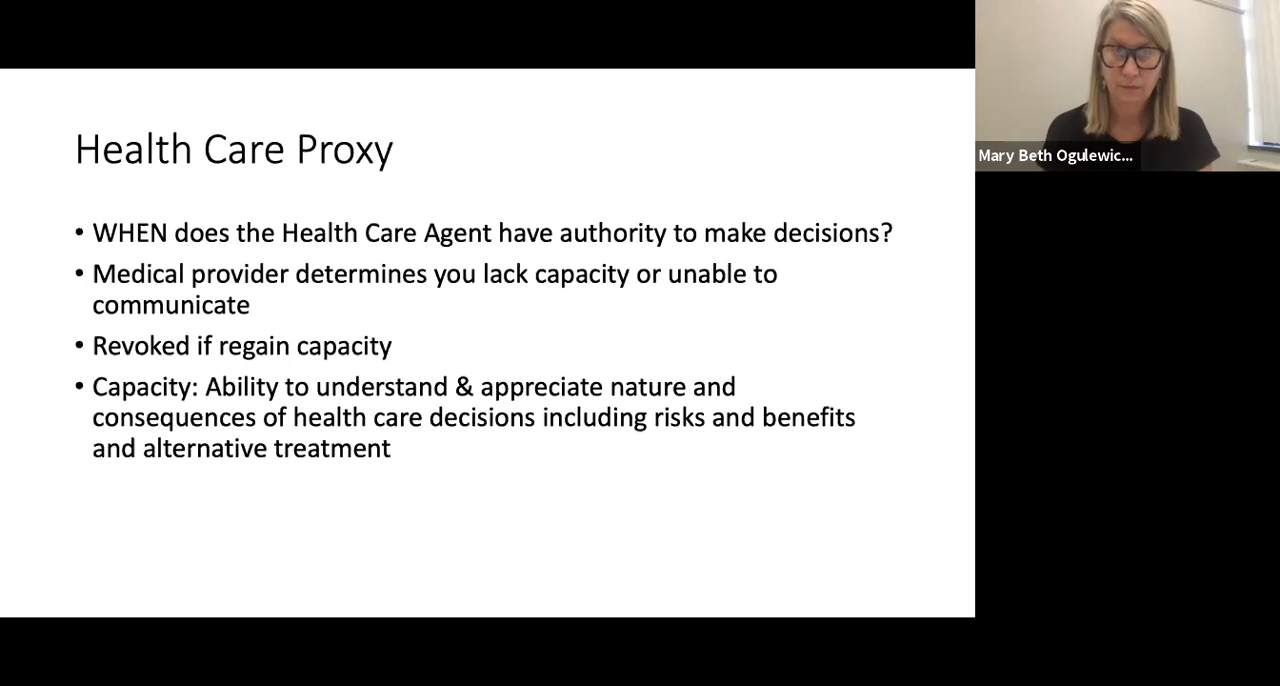 Health Care Proxy
• WHEN does the Health Care Agent have authority to make decisions?
• Medical provider determines you lack capacity or unable to
communicate
• Revoked if regain capacity
• Capacity: Ability to understand & appreciate nature and
consequences of health care decisions including risks and benefits
and alternative treatment
Mary Beth Ogulewic...